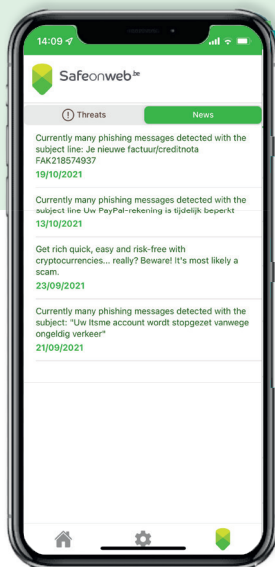 14:09
Safeonweb.be
Threats
News
Currently many phishing messages detected with the
subject line: Je nieuwe factuur/creditnota
FAK218574937
19/10/2021
Currently many phishing messages detected with the
subject line Uw PayPal-rekening is tijdelijk beperkt
13/10/2021
Get rich quick, easy and risk-free with
cryptocurrencies... really? Beware! It's most likely a
scam.
23/09/2021
Currently many phishing messages detected with the
subject: "Uw Itsme account wordt stopgezet vanwege
ongeldig verkeer"
21/09/2021